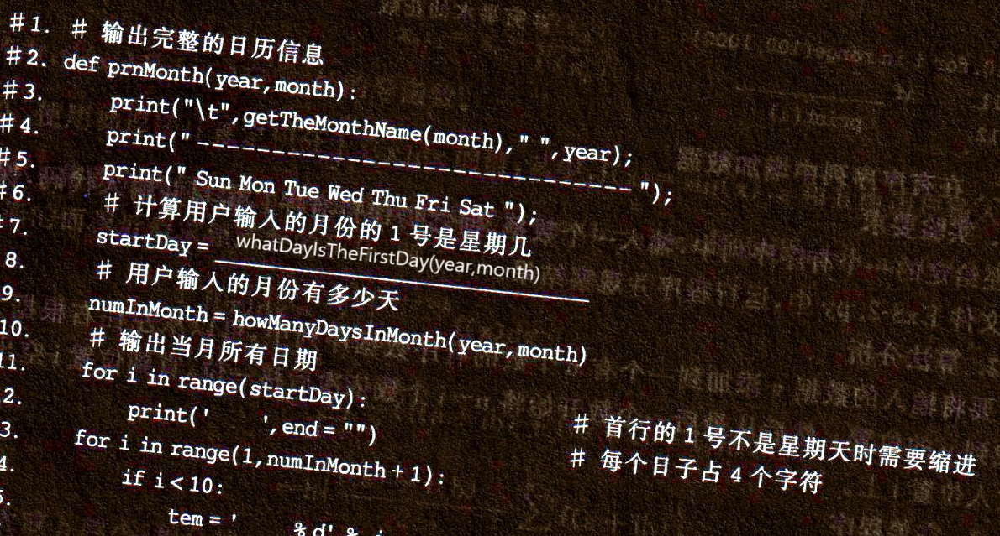 #1. # 输出完整的日历信息
#2. def prnMonth(year,month):
#3. print("\t",getTheMonthName(month)," ",year);
#4. print(" ------------------------------- ");
#5. print(" Sun Mon Tue Wed Thu Fri Sat ");
#6. # 计算用户输入的月份的1号是星期几
#7. startDay = whatDayIsTheFirstDay(year,month)
8. # 用户输入的月份有多少天
9. numInMonth = howManyDaysInMonth(year,month)
10. # 输出当月所有日期
11. for i in range(startDay):
2. print('    ',end = "") # 首行的1号不是星期天时需要缩进
3. for i in range(1,numInMonth + 1): # 每个日子占4个字符
4. if i < 10:
5. tem = '   %d' %